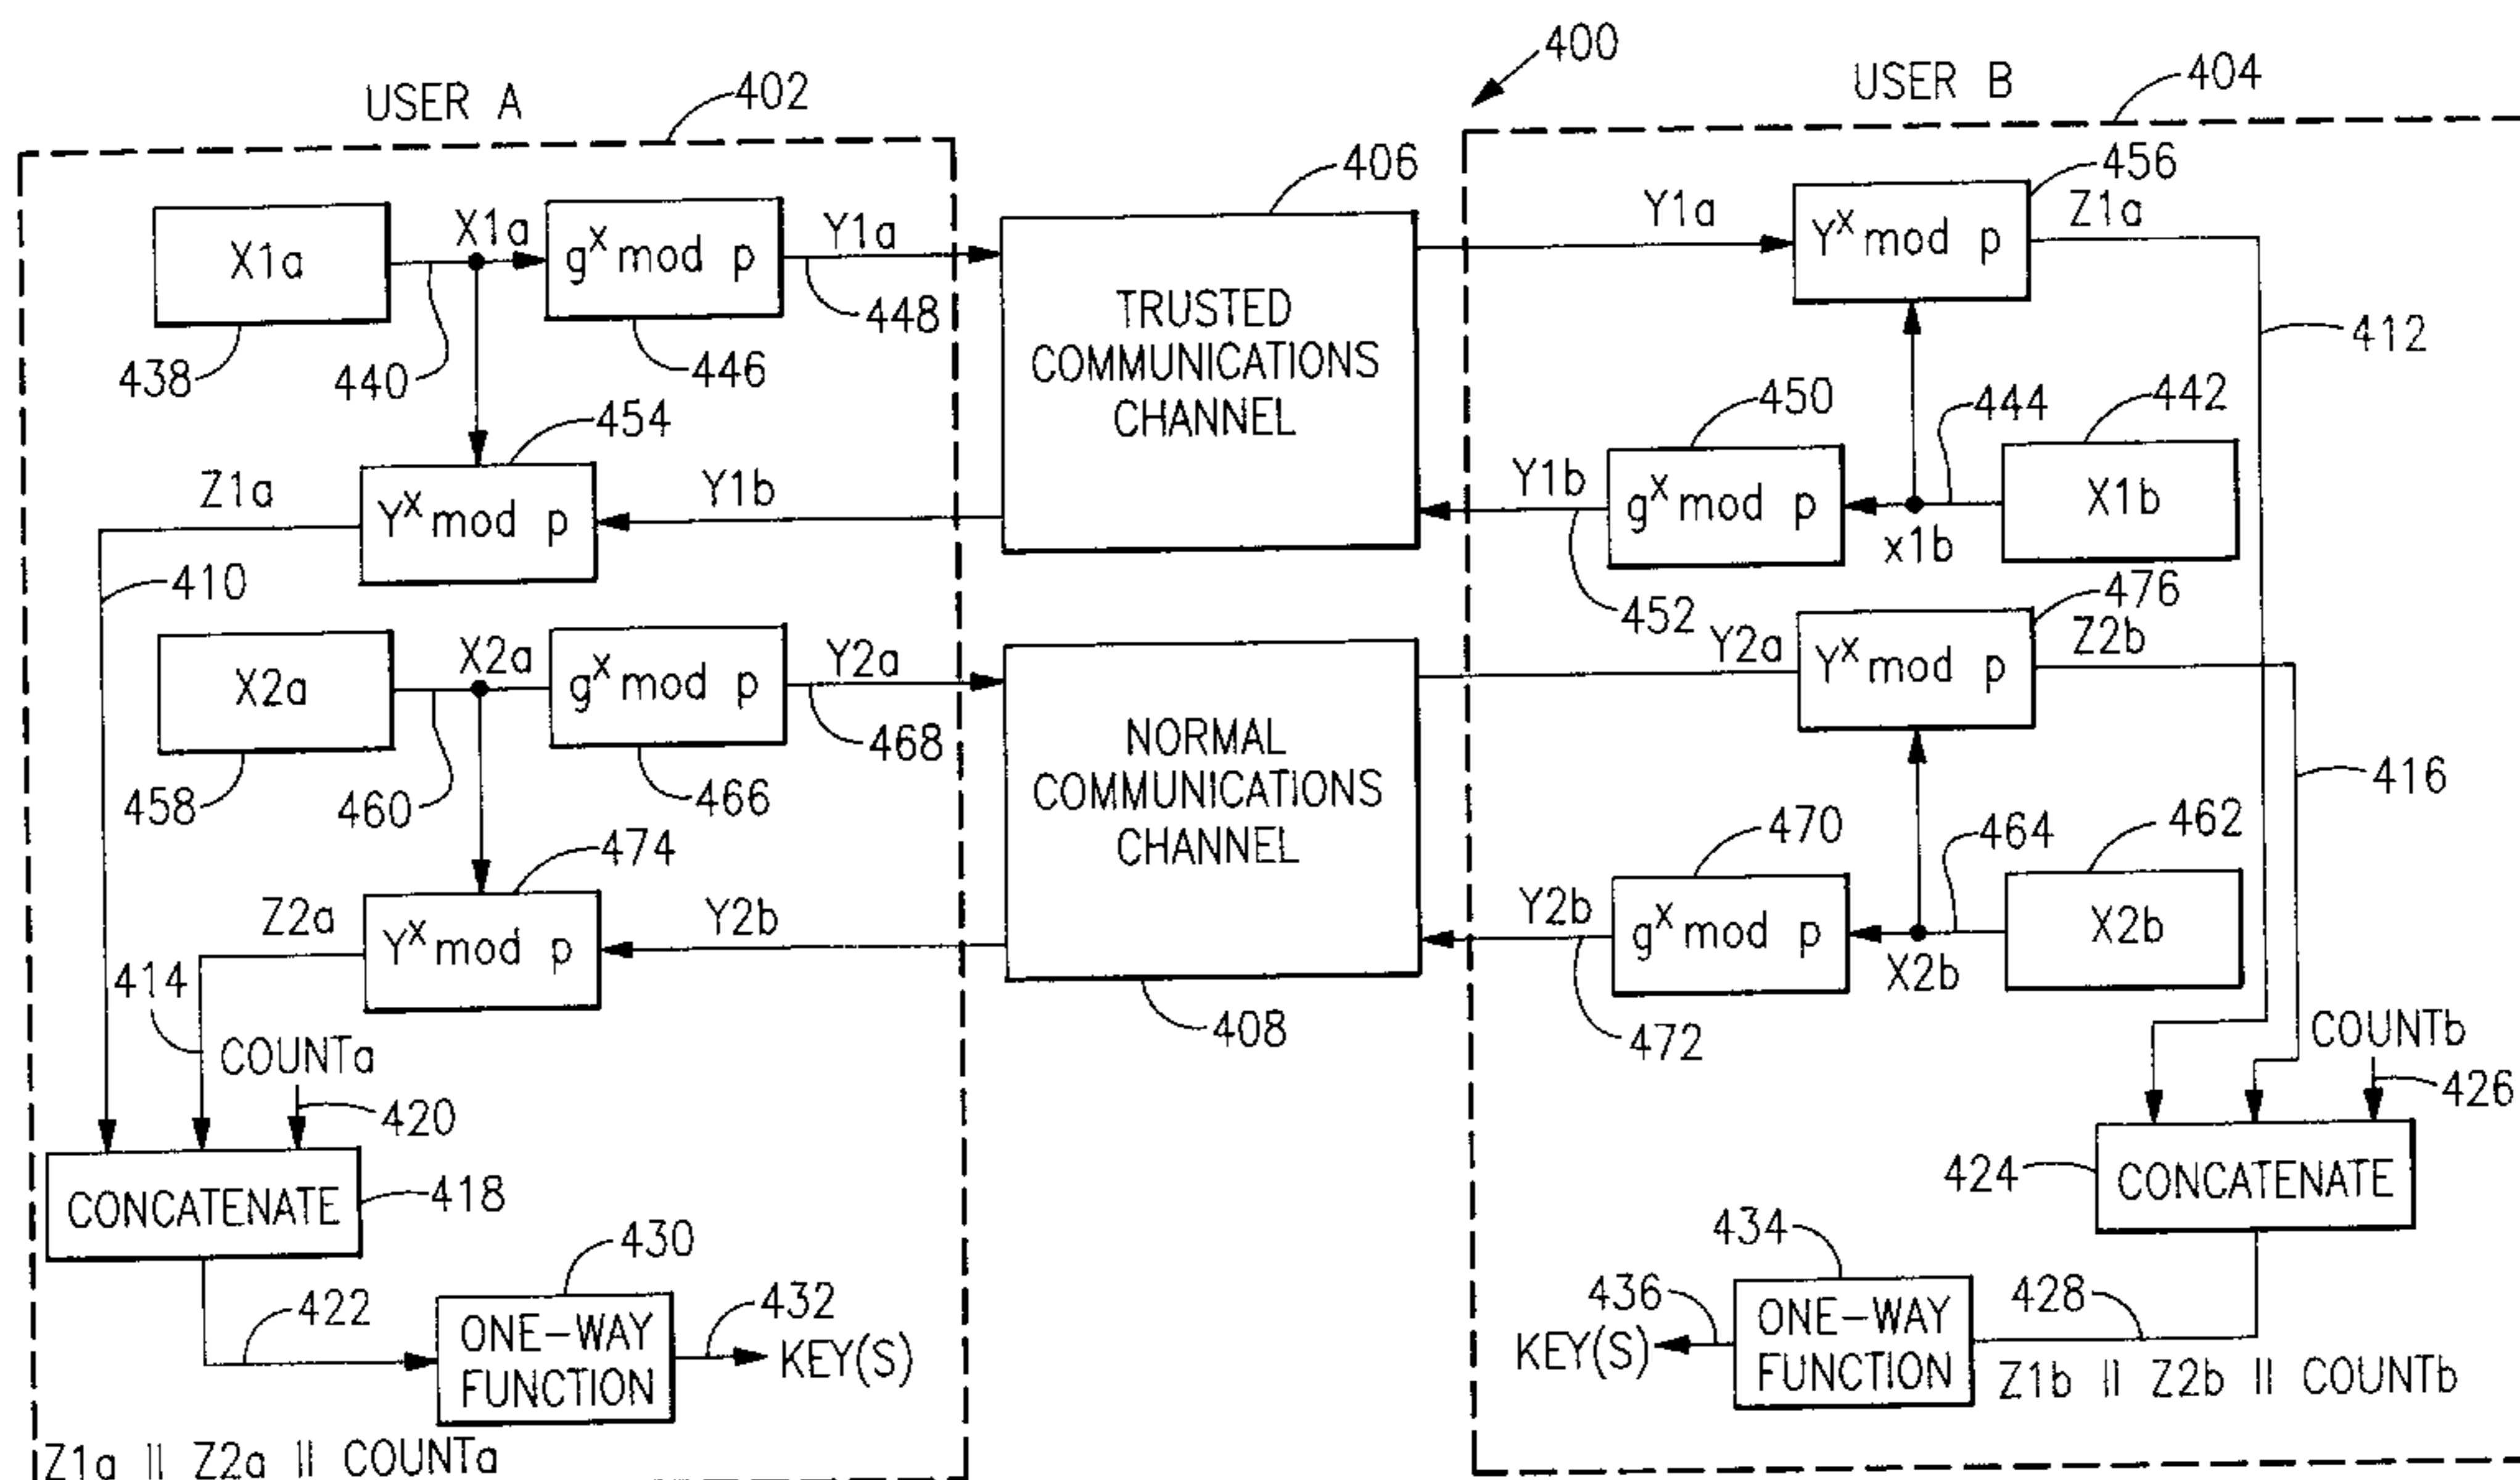 400
USER A
402
USER B
404
406
456
X1a
X1a
g^x mod p
Y1a
448
438
440
446
TRUSTED
COMMUNICATIONS
CHANNEL
Y1a
Y^x mod p
Z1a
412
454
Z1a
Y^x mod p
Y1b
450
444
442
Y1b
g^x mod p
x1b
X1b
410
452
476
X2a
X2a
g^x mod p
Y2a
468
458
460
466
NORMAL
COMMUNICATIONS
CHANNEL
408
Y2a
Y^x mod p
Z2b
416
474
Z2a
Y^x mod p
Y2b
470
464
462
Y2b
g^x mod p
X2b
X2b
472
414
COUNTa
420
COUNTb
426
CONCATENATE
418
424
CONCATENATE
422
430
ONE-WAY
FUNCTION
432
KEY(S)
434
436
KEY(S)
ONE-WAY
FUNCTION
428
Z1b || Z2b || COUNTb
Z1a || Z2a || COUNTa